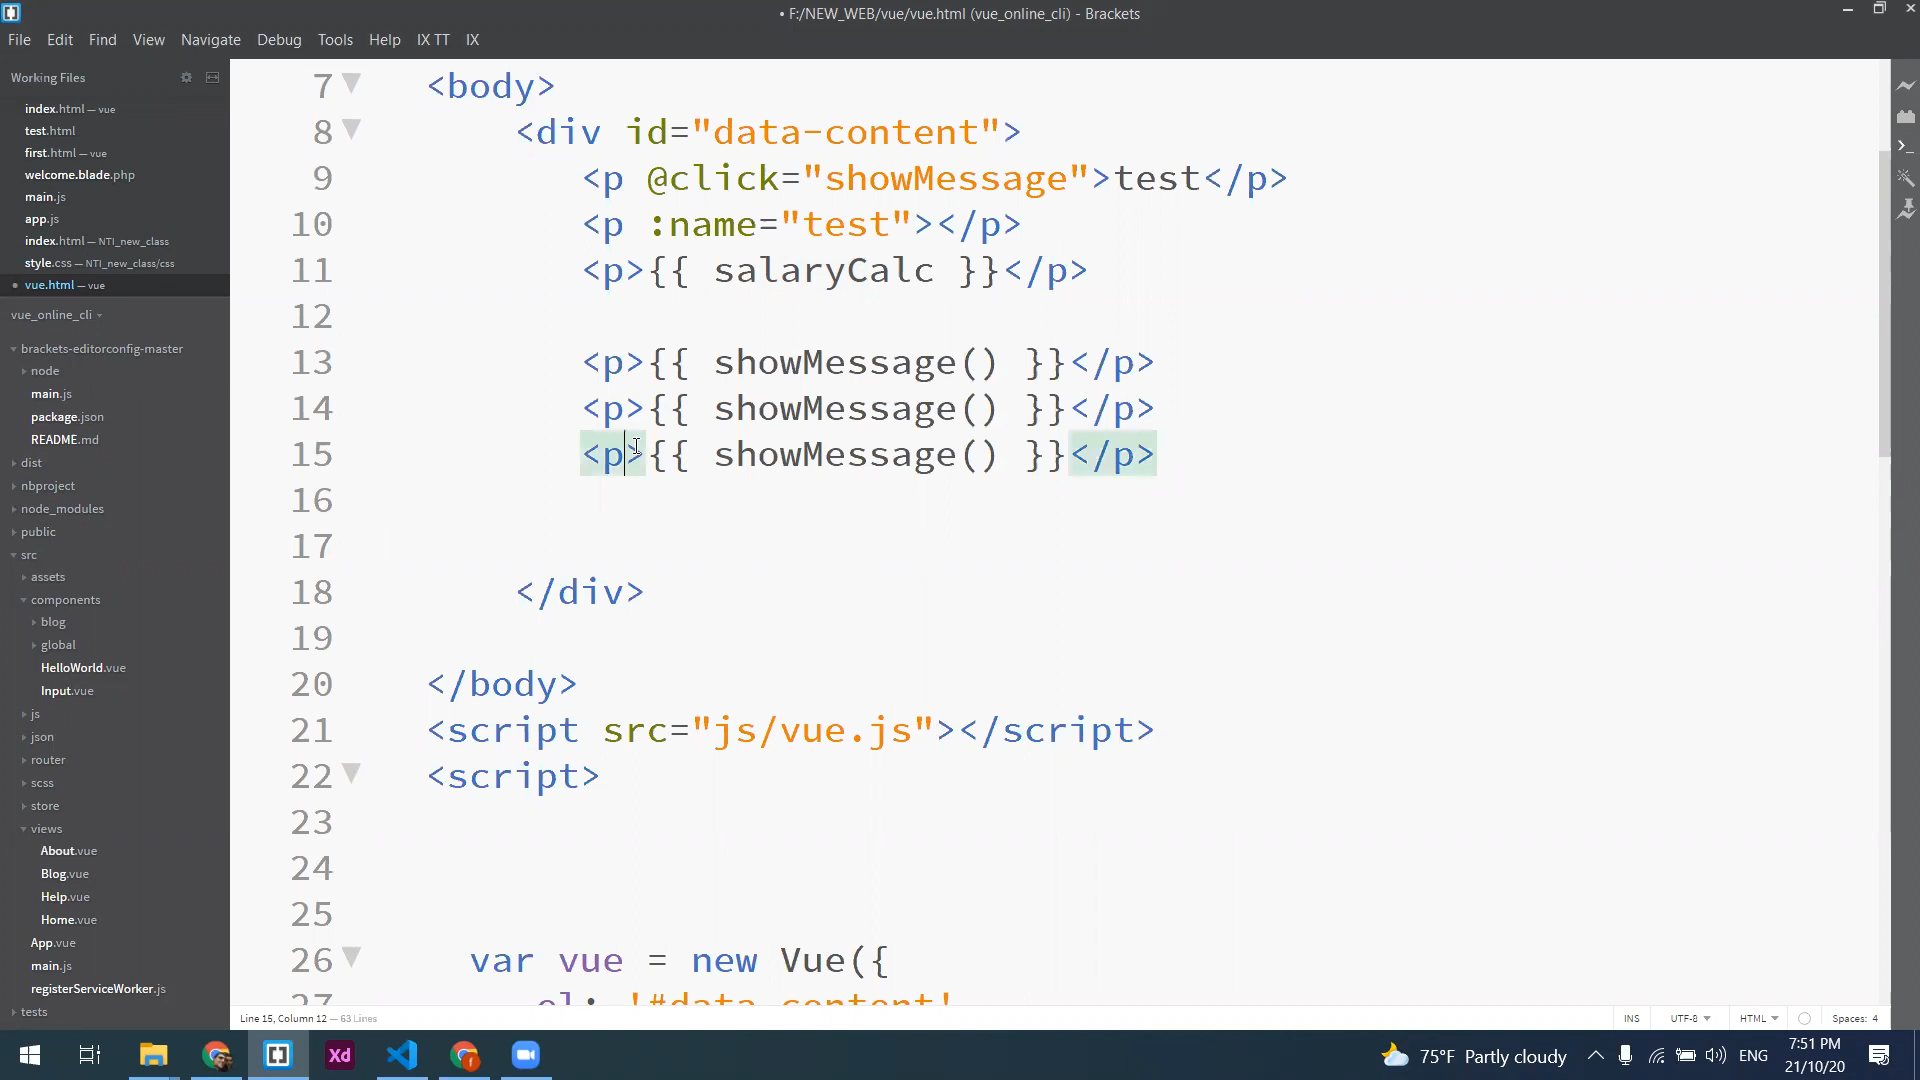 • F:/NEW_WEB/vue/vue.html (vue_online_cli) - Brackets
File Edit Find View Navigate Debug Tools Help IX TT IX
Working Files
index.html — vue
test.html
first.html — vue
welcome.blade.php
main.js
app.js
index.html — NTI_new_class
style.css — NTI_new_class/css
• vue.html — vue
vue_online_cli
brackets-editorconfig-master
node
main.js
package.json
README.md
dist
nbproject
node_modules
public
src
assets
components
blog
global
HelloWorld.vue
Input.vue
js
json
router
scss
store
views
About.vue
Blog.vue
Help.vue
Home.vue
App.vue
main.js
registerServiceWorker.js
tests
7 <body>
8 <div id="data-content">
9 <p @click="showMessage">test</p>
10 <p :name="test"></p>
11 <p>{{ salaryCalc }}</p>
12
13 <p>{{ showMessage() }}</p>
14 <p>{{ showMessage() }}</p>
15 <p>{{ showMessage() }}</p>
16
17
18 </div>
19
20 </body>
21 <script src="js/vue.js"></script>
22 <script>
23
24
25
26 var vue = new Vue({
27 el: '#data-content'
Line 15, Column 12 — 63 Lines
INS UTF-8 HTML Spaces: 4
Xd
75°F Partly cloudy
ENG
7:51 PM
21/10/20